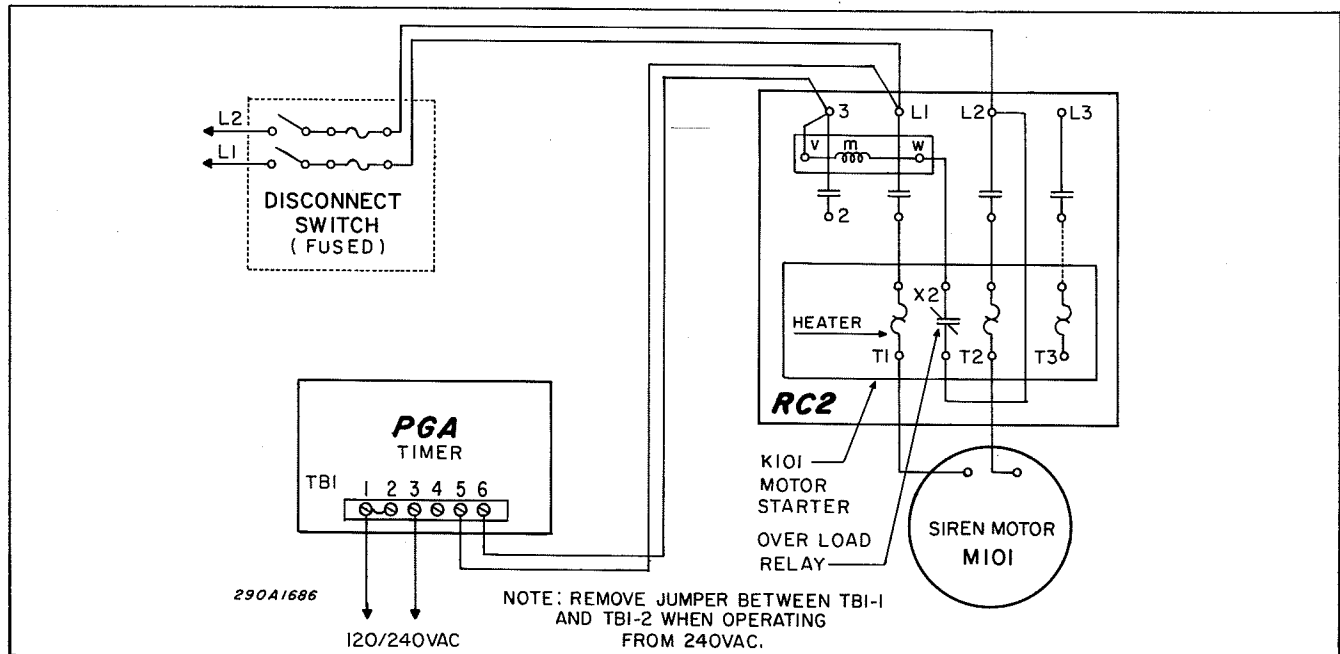 L2
L1
DISCONNECT
SWITCH
( FUSED )
3
L1
L2
L3
v
m
w
2
X2
HEATER
T1
T2
T3
RC2
PGA
TIMER
TB1
1 2 3 4 5 6
K101
MOTOR
STARTER
OVER LOAD
RELAY
SIREN MOTOR
M101
290A1686
120/240VAC
NOTE: REMOVE JUMPER BETWEEN TB1-1
AND TB1-2 WHEN OPERATING
FROM 240VAC.